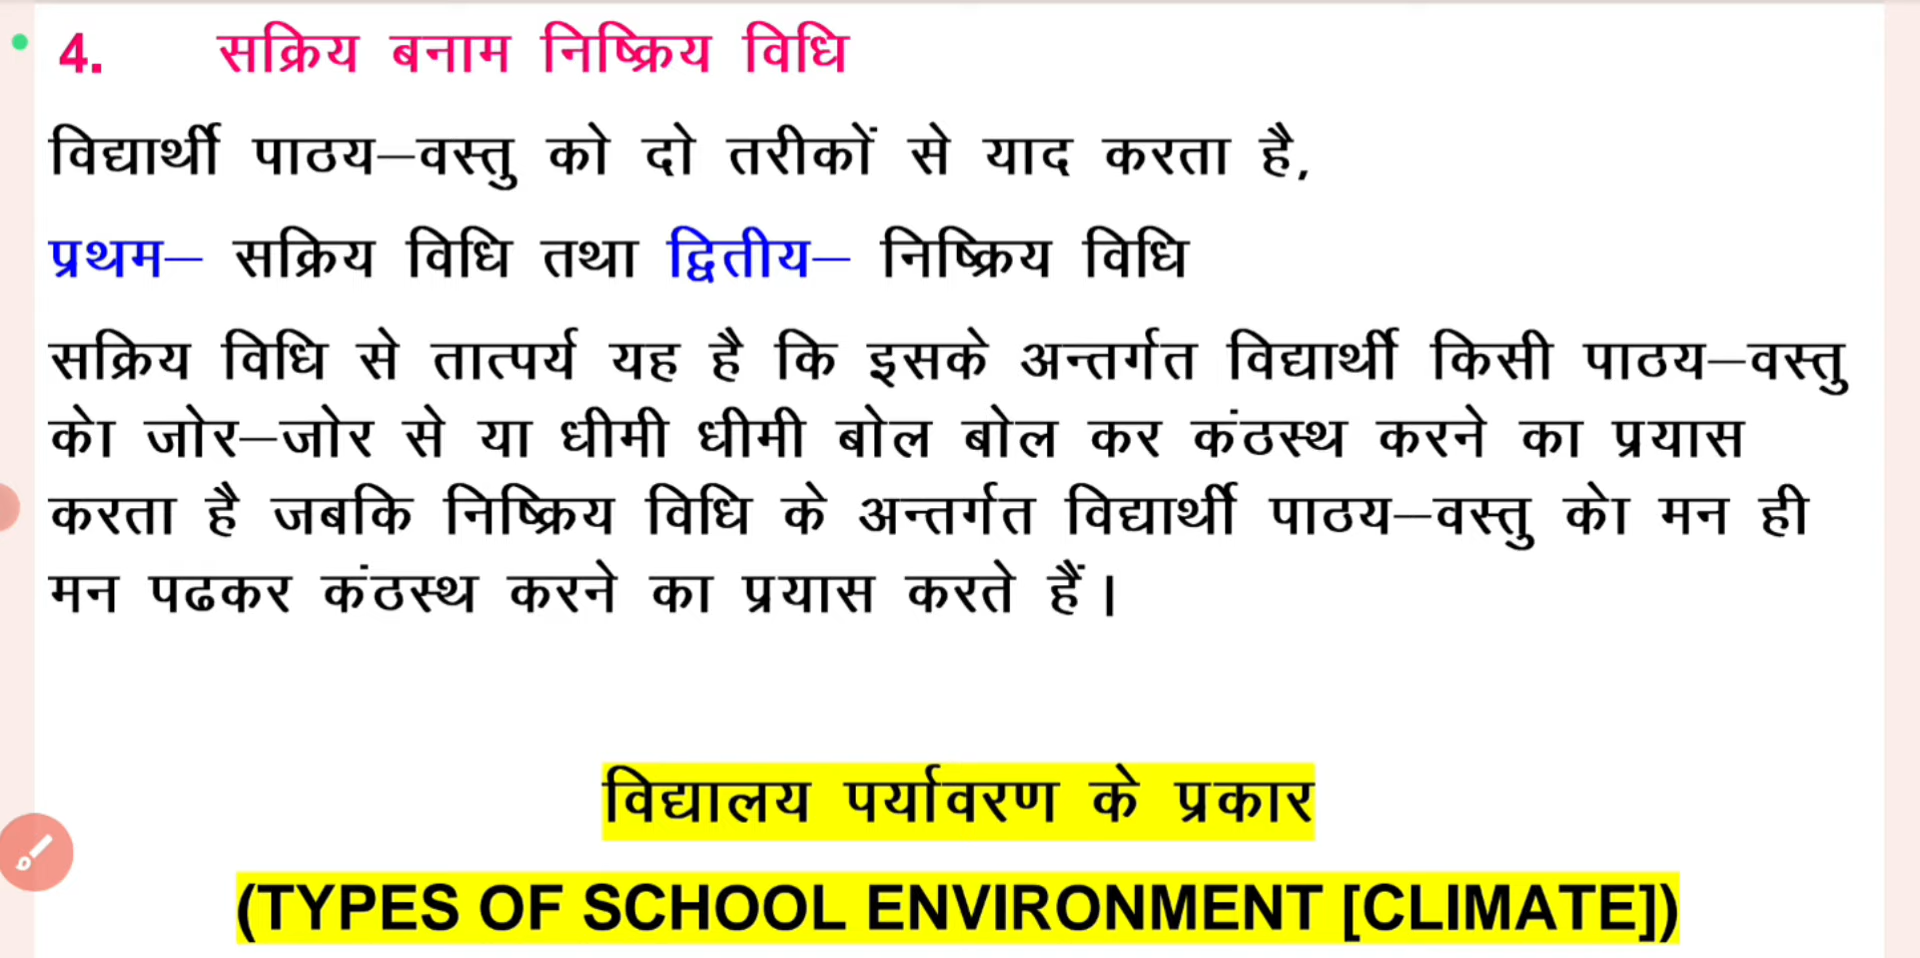 4. सक्रिय बनाम निष्क्रिय विधि
विद्यार्थी पाठय–वस्तु को दो तरीकों से याद करता है,
प्रथम– सक्रिय विधि तथा द्वितीय– निष्क्रिय विधि
सक्रिय विधि से तात्पर्य यह है कि इसके अन्तर्गत विद्यार्थी किसी पाठय–वस्तु
केा जोर–जोर से या धीमी धीमी बोल बोल कर कंठस्थ करने का प्रयास
करता है जबकि निष्क्रिय विधि के अन्तर्गत विद्यार्थी पाठय–वस्तु केा मन ही
मन पढकर कंठस्थ करने का प्रयास करते हैं।
विद्यालय पर्यावरण के प्रकार
(TYPES OF SCHOOL ENVIRONMENT [CLIMATE])